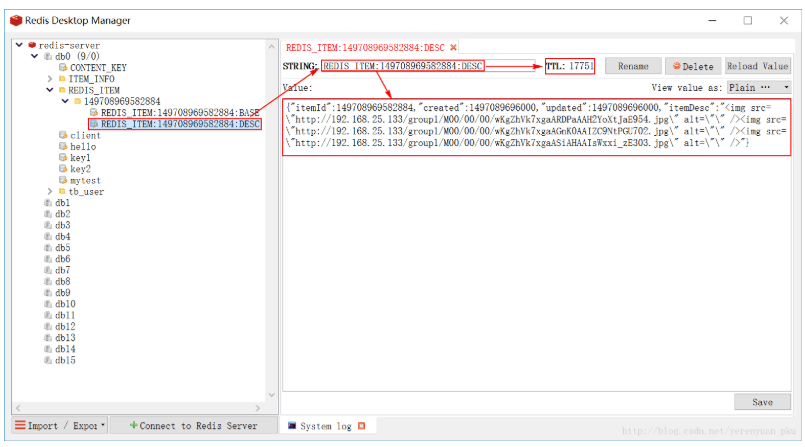 Redis Desktop Manager
redis-server
db0 (9/0)
CONTENT_KEY
ITEM_INFO
REDIS_ITEM
149708969582884
REDIS_ITEM:149708969582884:BASE
REDIS_ITEM:149708969582884:DESC
client
hello
key1
key2
mytest
tb_user
db1
db2
db3
db4
db5
db6
db7
db8
db9
db10
db11
db12
db13
db14
db15
Import / Expor
Connect to Redis Server
REDIS_ITEM:149708969582884:DESC
STRING: REDIS_ITEM:149708969582884:DESC TTL: 17751 Rename Delete Reload Value
Value: View value as: Plain ...
{"itemId":149708969582884,"created":1497089696000,"updated":1497089696000,"itemDesc":"<img src=
\"http://192.168.25.133/group1/M00/00/00/wKgZhVk7xgaARDPaAAH2YoXtJaE954.jpg\" alt=\"\" /><img src=
\"http://192.168.25.133/group1/M00/00/00/wKgZhVk7xgaAGnK0AAIZC9NtPGU702.jpg\" alt=\"\" /><img src=
\"http://192.168.25.133/group1/M00/00/00/wKgZhVk7xgaASiAHAAIsWxxi_zE303.jpg\" alt=\"\" />"}
Save
System log
http://blog.csdn.net/yerenyuan_pku